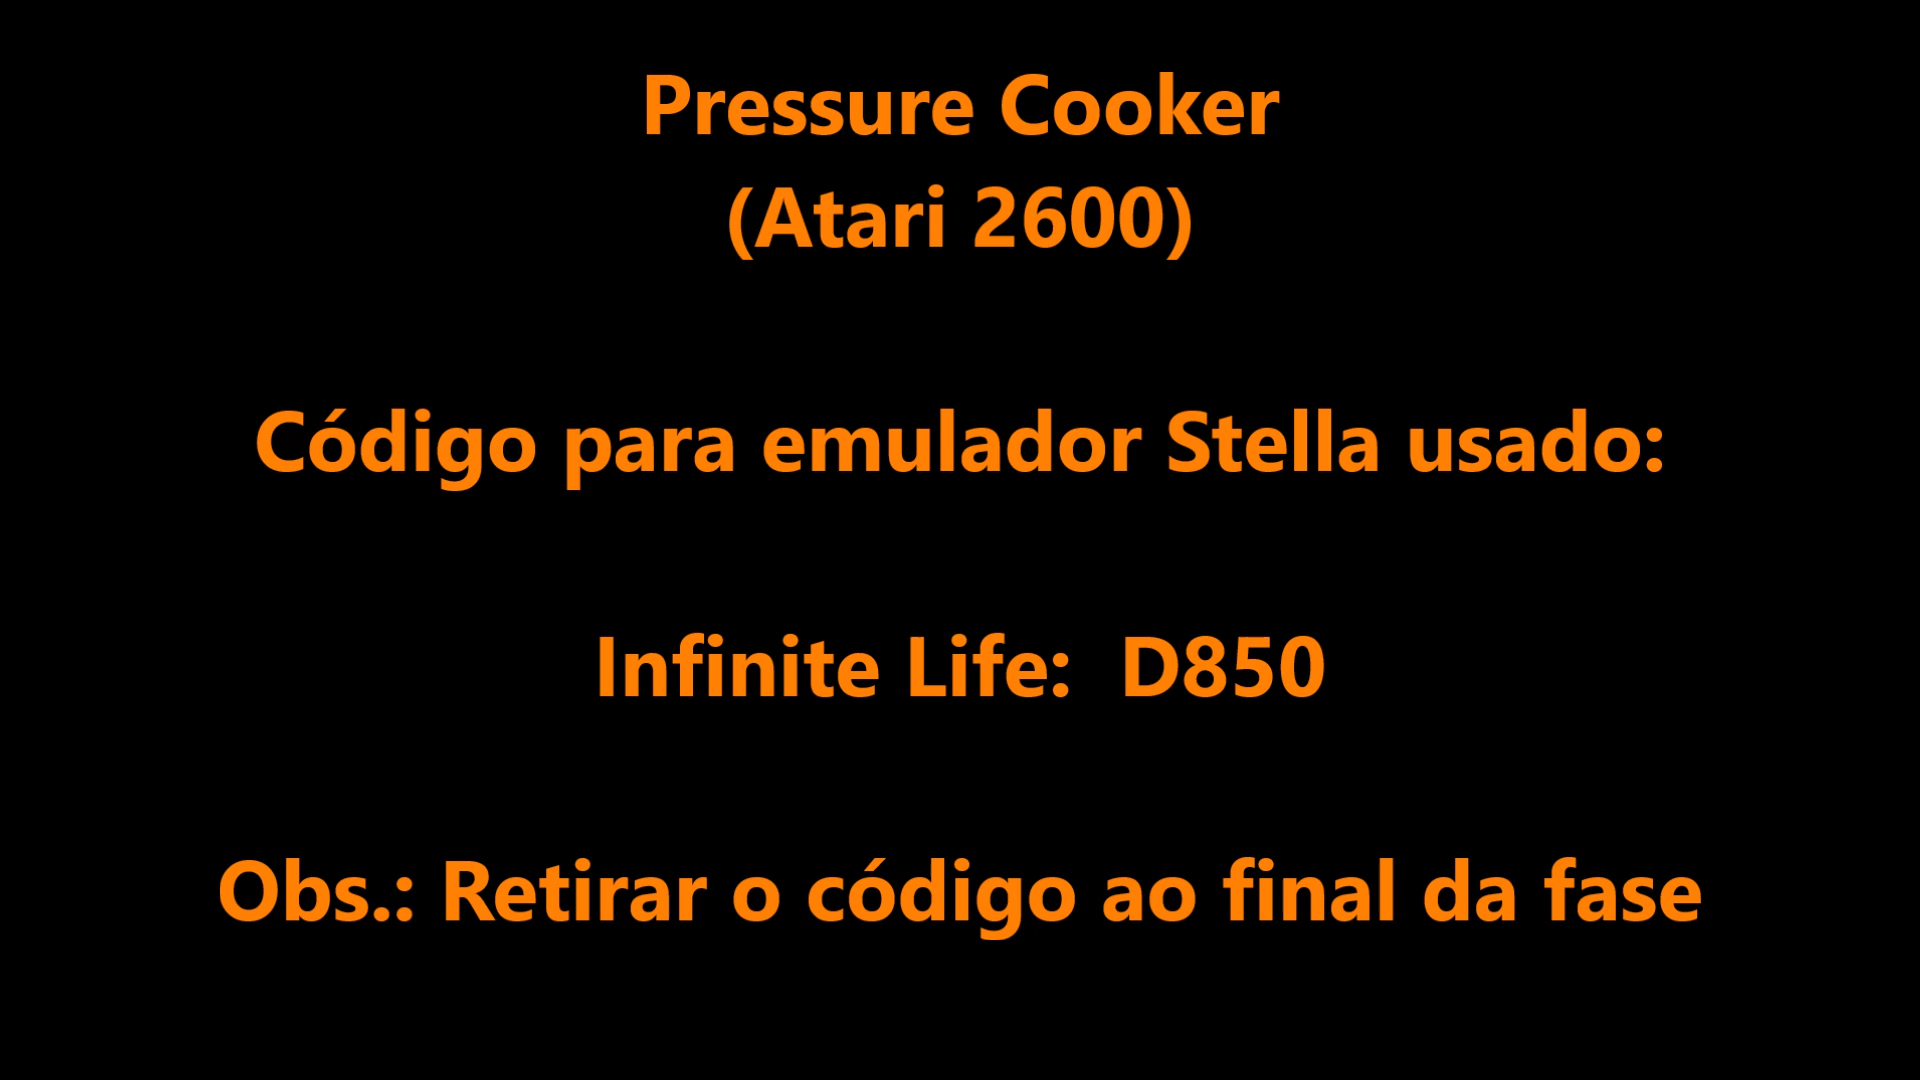 Pressure Cooker
(Atari 2600)
Código para emulador Stella usado:
Infinite Life:  D850
Obs.: Retirar o código ao final da fase